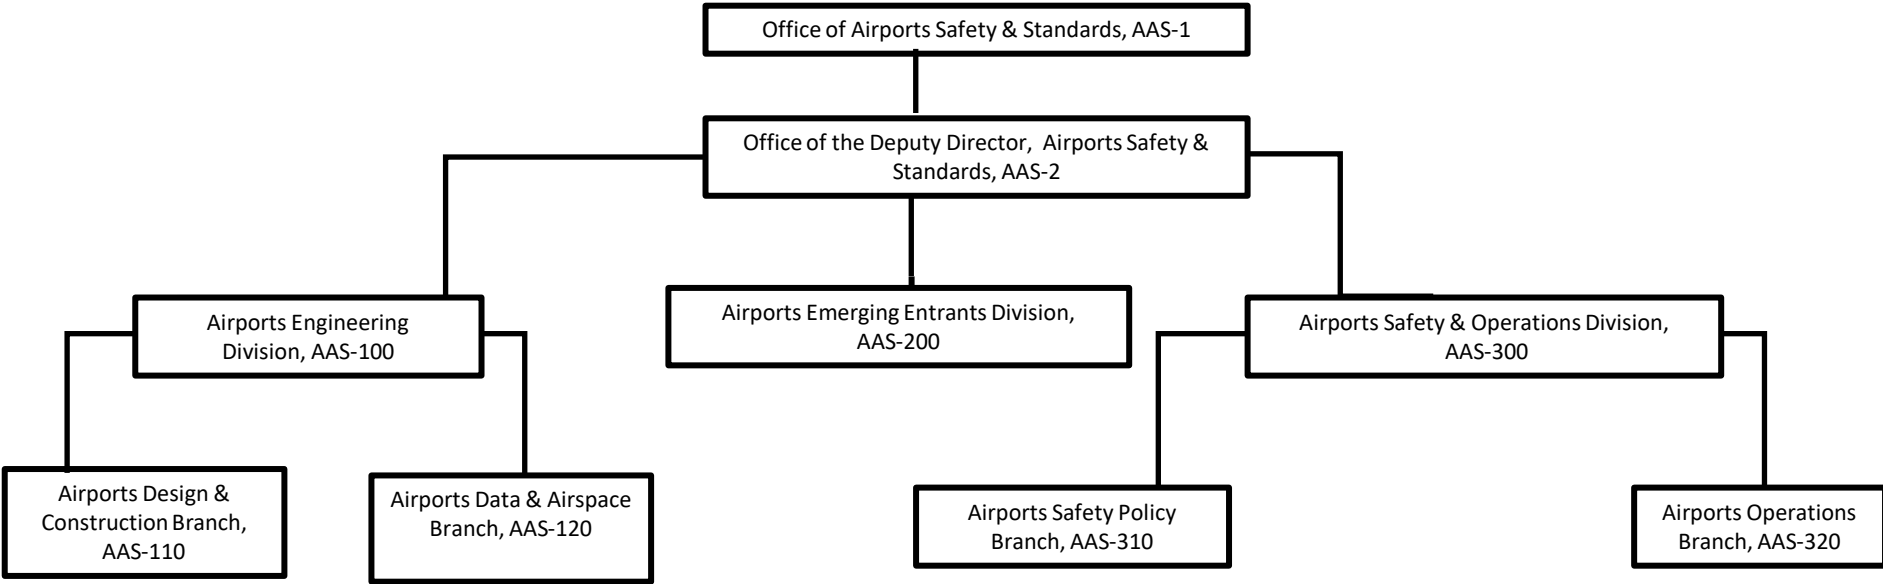 Office of Airports Safety & Standards, AAS-1
Office of the Deputy Director, Airports Safety &
Standards, AAS-2
Airports Engineering
Division, AAS-100
Airports Emerging Entrants Division,
AAS-200
Airports Safety & Operations Division,
AAS-300
Airports Design &
Construction Branch,
AAS-110
Airports Data & Airspace
Branch, AAS-120
Airports Safety Policy
Branch, AAS-310
Airports Operations
Branch, AAS-320